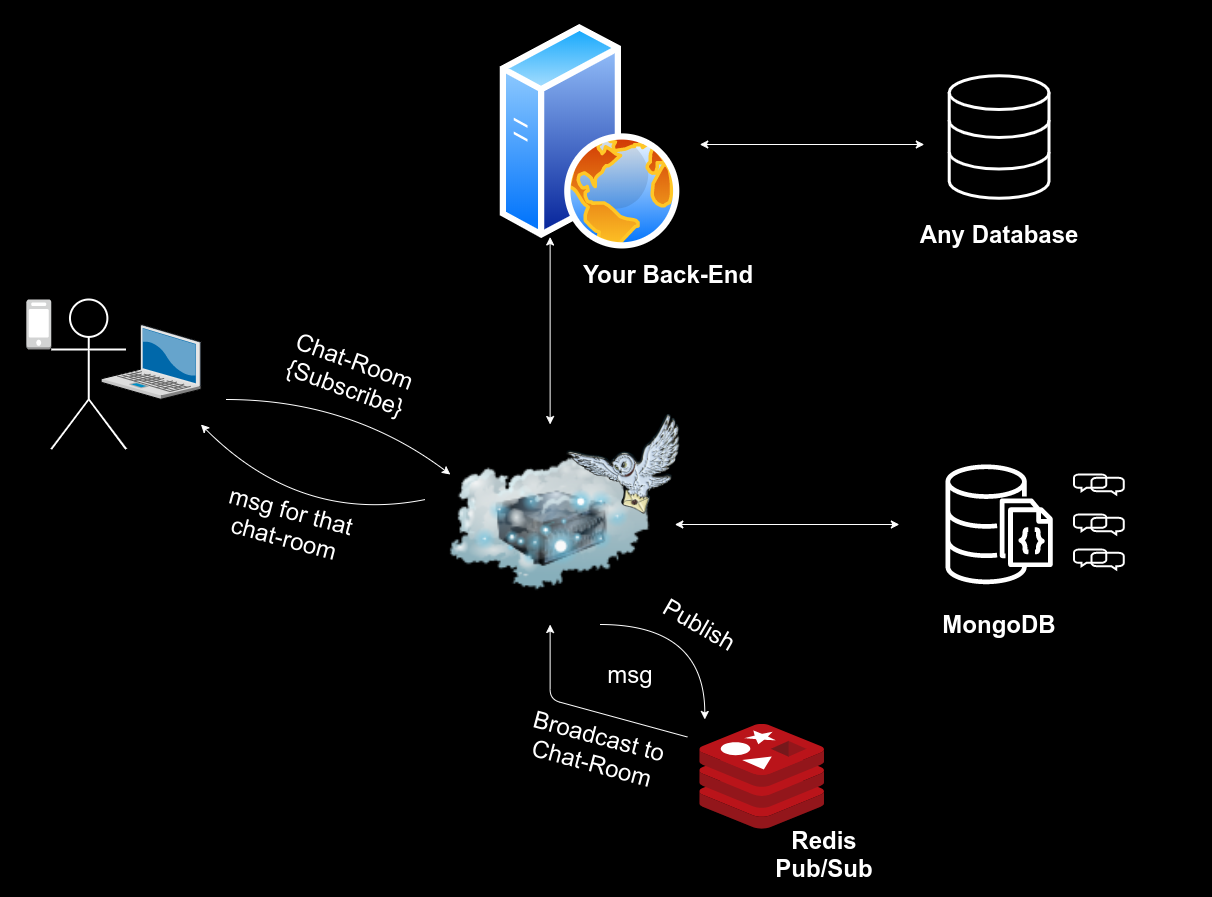 Any Database
Your Back-End
Chat-Room
{Subscribe}
msg for that
chat-room
{}
MongoDB
Publish
msg
Broadcast to
Chat-Room
Redis
Pub/Sub